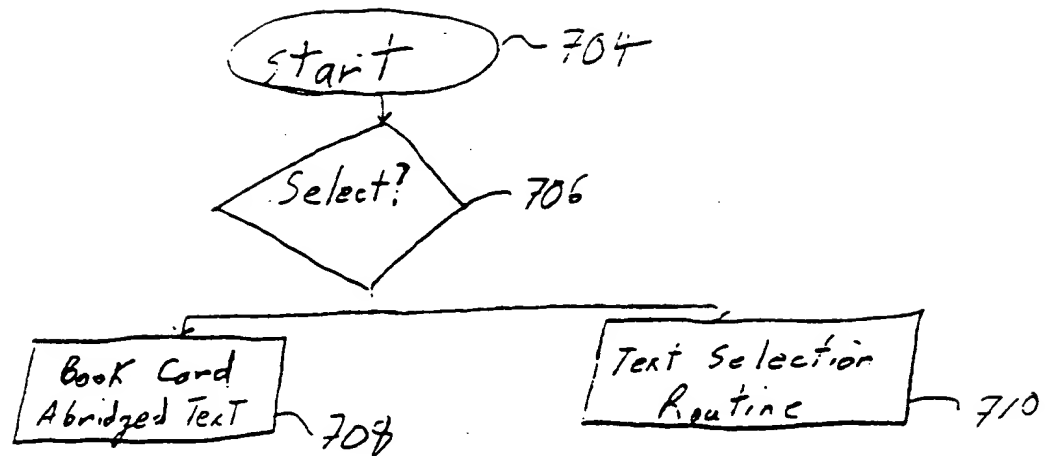 start
704
Select?
706
Book Card
Abridged Text
708
Text Selection
Routine
710